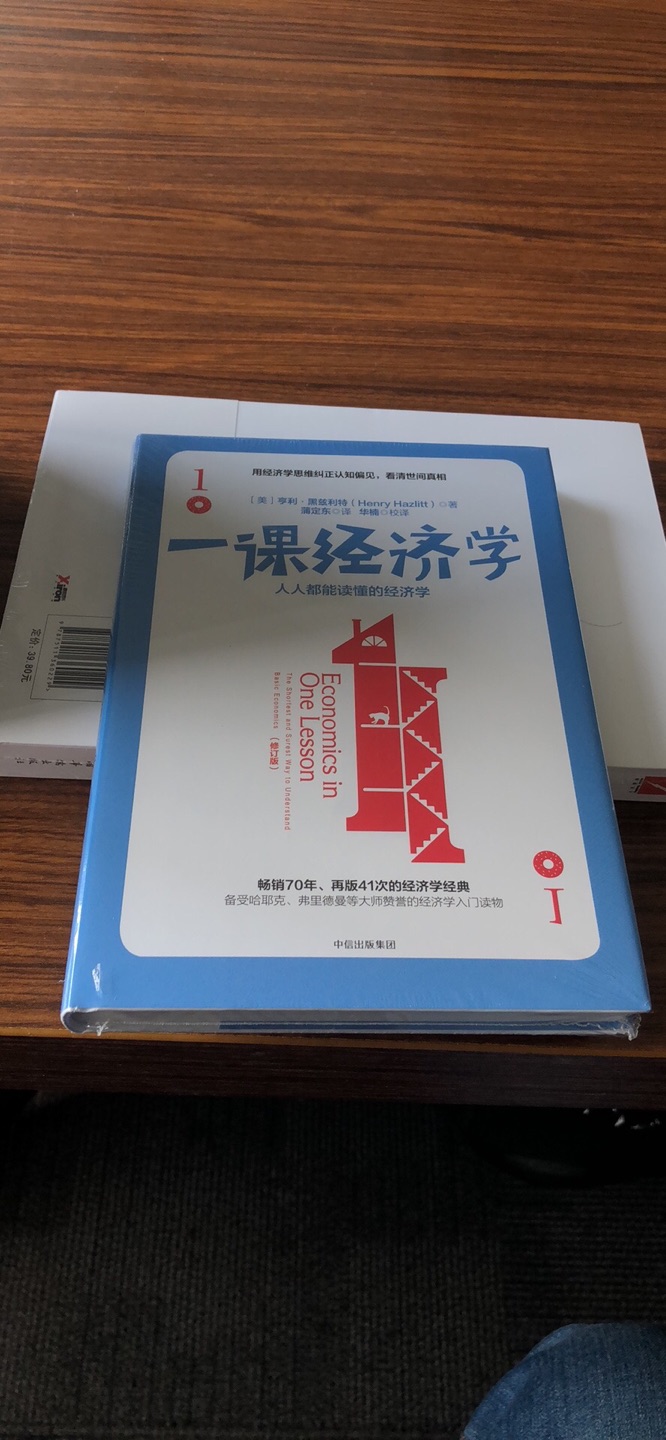 1
用经济学思维纠正认知偏见，看清世间真相
［美］亨利·黑兹利特（Henry Hazlitt）◇著
蒲定东◇译 华楠◇校译
一课经济学
人人都能读懂的经济学
Economics in
One Lesson
The Shortest and Surest Way to Understand
Basic Economics
（修订版）
畅销70年、再版41次的经济学经典
备受哈耶克、弗里德曼等大师赞誉的经济学入门读物
1
中信出版集团
Xiron
定价：39.80元